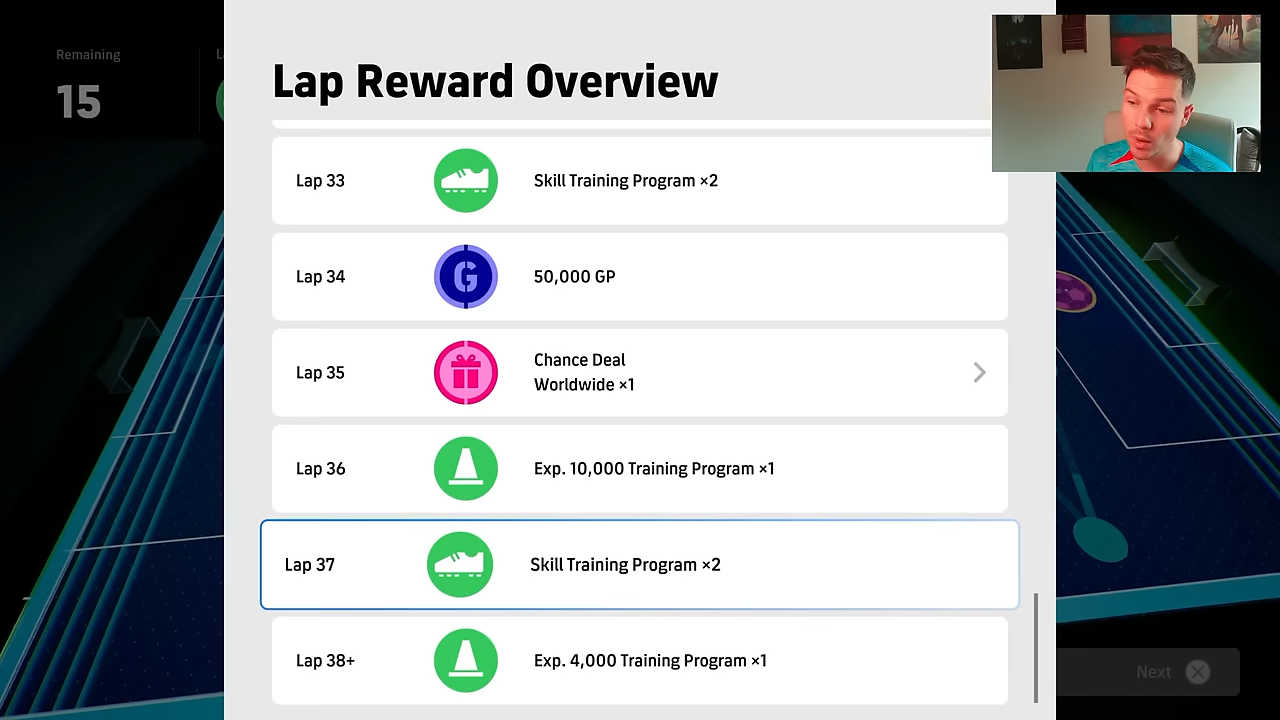 Remaining
15
Lap Reward Overview
Lap 33
Skill Training Program ×2
Lap 34
G
50,000 GP
Lap 35
Chance Deal
Worldwide ×1
Lap 36
Exp. 10,000 Training Program ×1
Lap 37
Skill Training Program ×2
Lap 38+
Exp. 4,000 Training Program ×1
Next